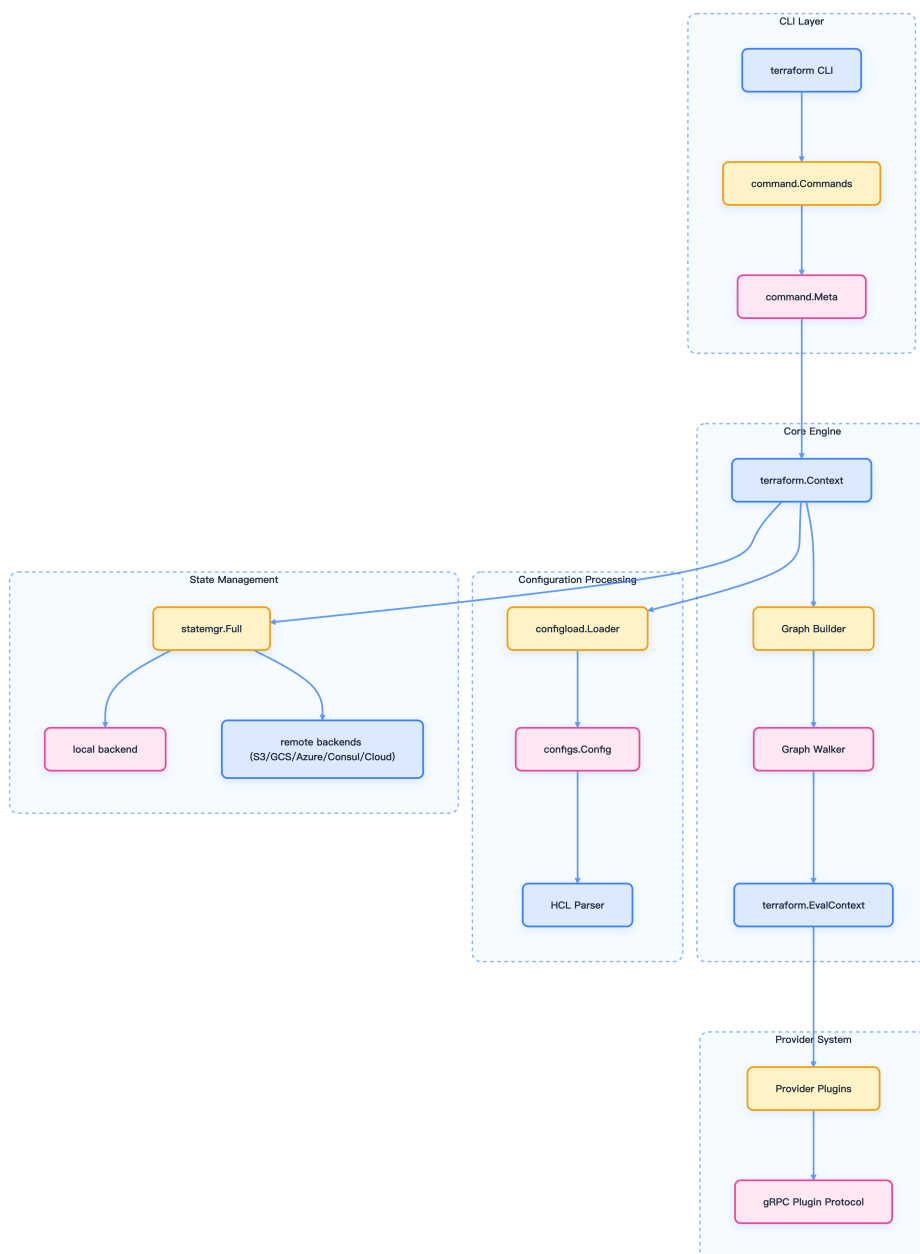 CLI Layer
terraform CLI
command.Commands
command.Meta
Core Engine
terraform.Context
State Management
Configuration Processing
statemgr.Full
configload.Loader
Graph Builder
local backend
remote backends
(S3/GCS/Azure/Consul/Cloud)
configs.Config
Graph Walker
HCL Parser
terraform.EvalContext
Provider System
Provider Plugins
gRPC Plugin Protocol